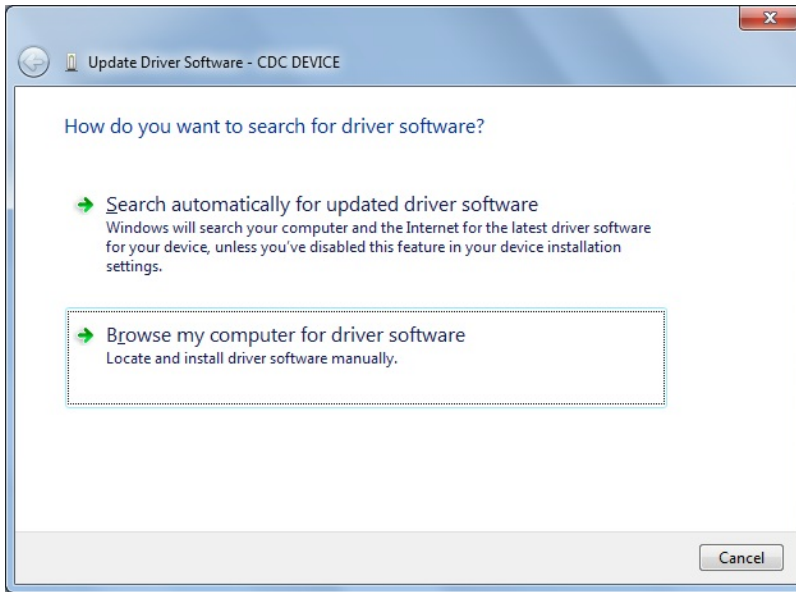 Update Driver Software - CDC DEVICE
How do you want to search for driver software?
Search automatically for updated driver software
Windows will search your computer and the Internet for the latest driver software
for your device, unless you've disabled this feature in your device installation
settings.
Browse my computer for driver software
Locate and install driver software manually.
Cancel